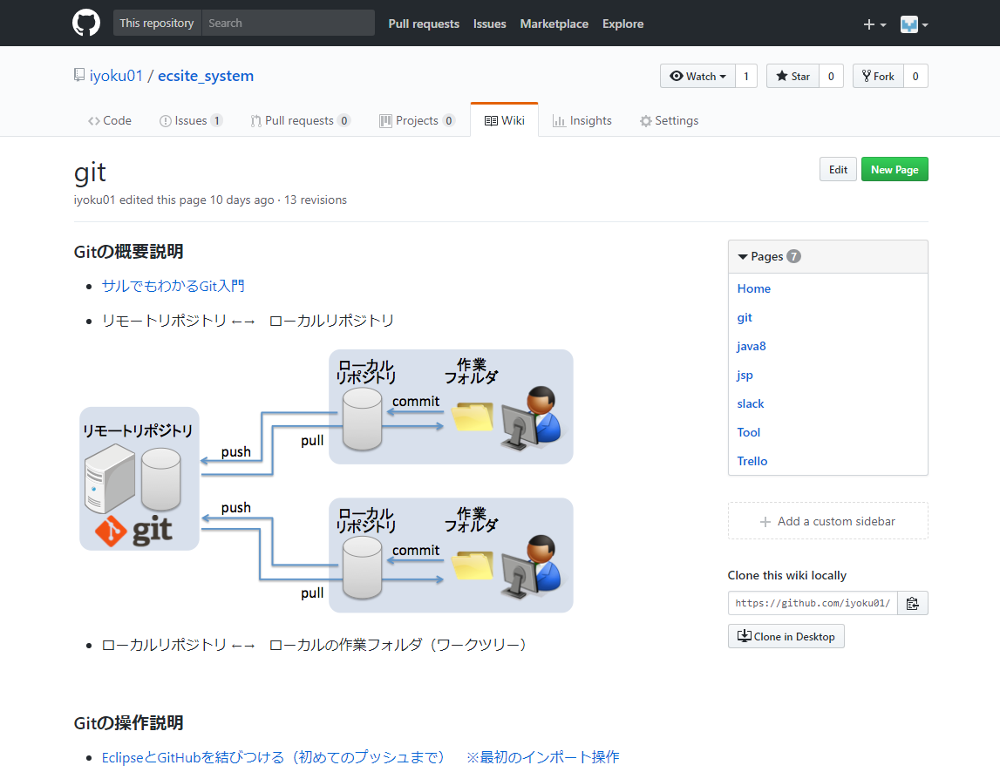 This repository Search Pull requests Issues Marketplace Explore
iyoku01 / ecsite_system
Watch 1 Star 0 Fork 0
Code Issues 1 Pull requests 0 Projects 0 Wiki Insights Settings
git
Edit New Page
iyoku01 edited this page 10 days ago · 13 revisions
Gitの概要説明
サルでもわかるGit入門
リモートリポジトリ ←→ ローカルリポジトリ
ローカル
リポジトリ
作業
フォルダ
commit
pull
リモートリポジトリ
push
git
push
ローカル
リポジトリ
作業
フォルダ
commit
pull
ローカルリポジトリ ←→ ローカルの作業フォルダ（ワークツリー）
Gitの操作説明
EclipseとGitHubを結びつける（初めてのプッシュまで） ※最初のインポート操作
Pages 7
Home
git
java8
jsp
slack
Tool
Trello
Add a custom sidebar
Clone this wiki locally
https://github.com/iyoku01/
Clone in Desktop